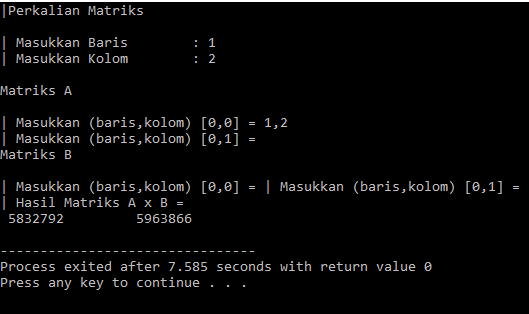 |Perkalian Matriks
| Masukkan Baris : 1
| Masukkan Kolom : 2
Matriks A
| Masukkan (baris,kolom) [0,0] = 1,2
| Masukkan (baris,kolom) [0,1] =
Matriks B
| Masukkan (baris,kolom) [0,0] = | Masukkan (baris,kolom) [0,1] =
| Hasil Matriks A x B =
5832792 5963866
--------------------------------
Process exited after 7.585 seconds with return value 0
Press any key to continue . . .